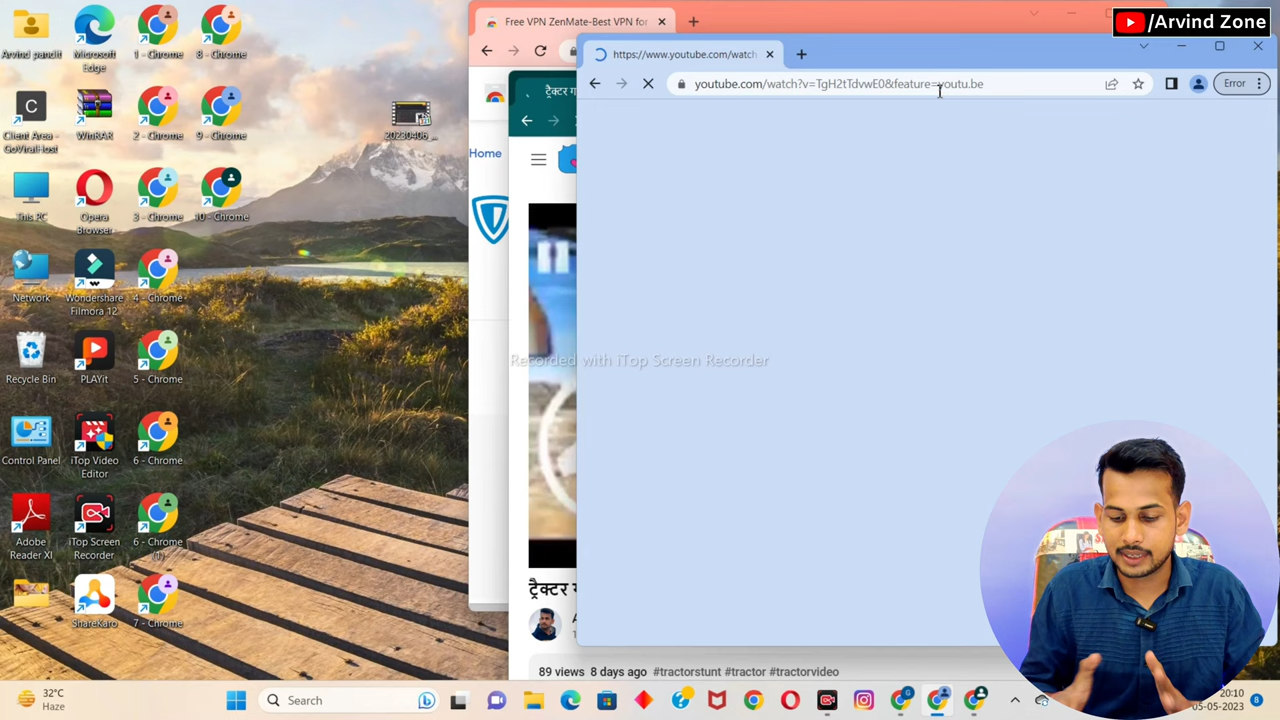 /Arvind Zone
Free VPN ZenMate-Best VPN for
https://www.youtube.com/watch
youtube.com/watch?v=TgH2tTdvwE0&feature=youtu.be
Error
Home
Arvind pandit
Microsoft
Edge
1 - Chrome
8 - Chrome
Client Area -
GoViralHost
WinRAR
2 - Chrome
9 - Chrome
20230406_...
This PC
Opera
Browser
3 - Chrome
10 - Chrome
Network
Wondershare
Filmora 12
4 - Chrome
Recycle Bin
PLAYit
5 - Chrome
Recorded with iTop Screen Recorder
Control Panel
iTop Video
Editor
6 - Chrome
Adobe
Reader XI
iTop Screen
Recorder
6 - Chrome
(1)
ShareKaro
7 - Chrome
ट्रैक्टर
89 views 8 days ago #tractorstunt #tractor #tractorvideo
32°C
Haze
Search
20:10
05-05-2023
8